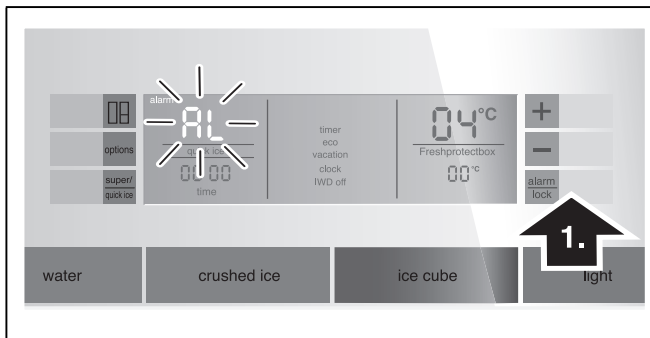 alarm
AL
04°C
+
options
quick ice
timer
eco
vacation
clock
IWD off
Freshprotectbox
−
super/
quick ice
00 00
time
00°C
alarm
lock
1.
water
crushed ice
ice cube
light